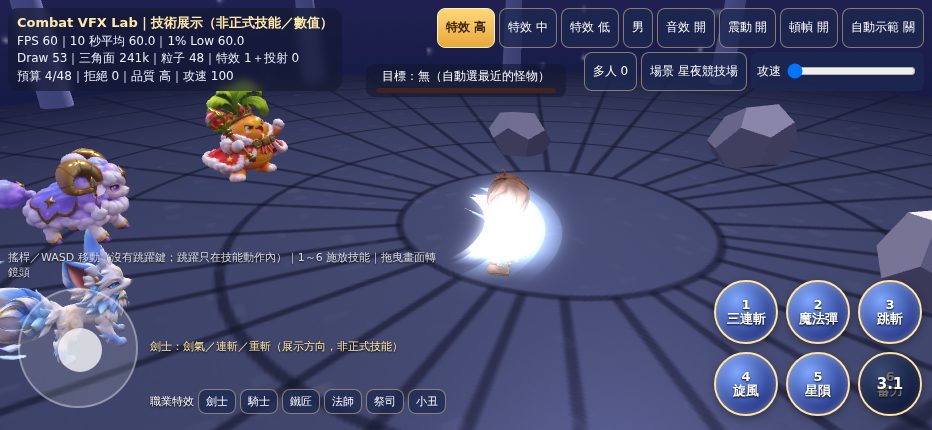 Combat VFX Lab｜技術展示（非正式技能／數值）
FPS 60｜10 秒平均 60.0｜1% Low 60.0
Draw 53｜三角面 241k｜粒子 48｜特效 1＋投射 0
預算 4/48｜拒絕 0｜品質 高｜攻速 100
特效 高
特效 中
特效 低
男
音效 開
震動 開
頓幀 開
自動示範 關
目標：無（自動選最近的怪物）
多人 0
場景 星夜競技場
攻速
搖桿／WASD 移動（沒有跳躍鍵；跳躍只在技能動作內）｜1～6 施放技能｜拖曳畫面轉
鏡頭
劍士：劍氣／連斬／重斬（展示方向，非正式技能）
職業特效
劍士
騎士
鐵匠
法師
祭司
小丑
1
三連斬
2
魔法彈
3
跳斬
4
旋風
5
星隕
3.1